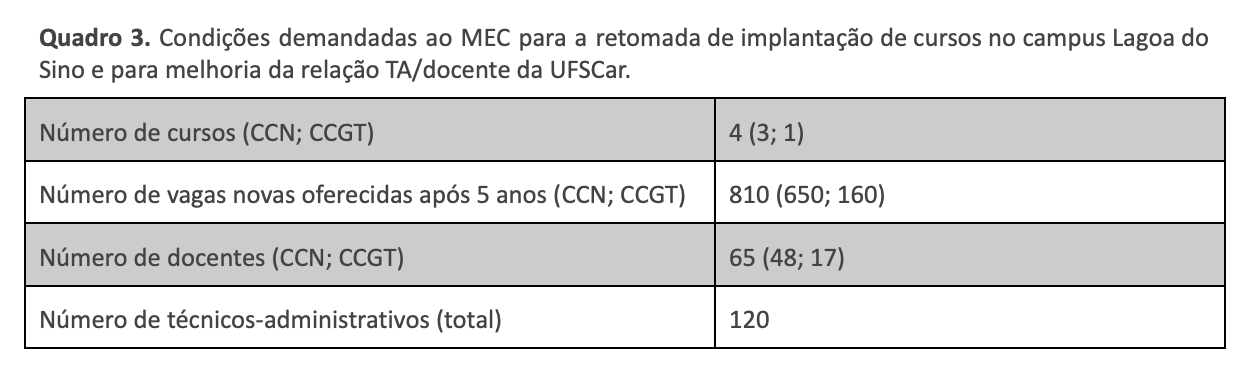 Quadro 3. Condições demandadas ao MEC para a retomada de implantação de cursos no campus Lagoa do
Sino e para melhoria da relação TA/docente da UFSCar.
Número de cursos (CCN; CCGT) 4 (3; 1)
Número de vagas novas oferecidas após 5 anos (CCN; CCGT) 810 (650; 160)
Número de docentes (CCN; CCGT) 65 (48; 17)
Número de técnicos-administrativos (total) 120